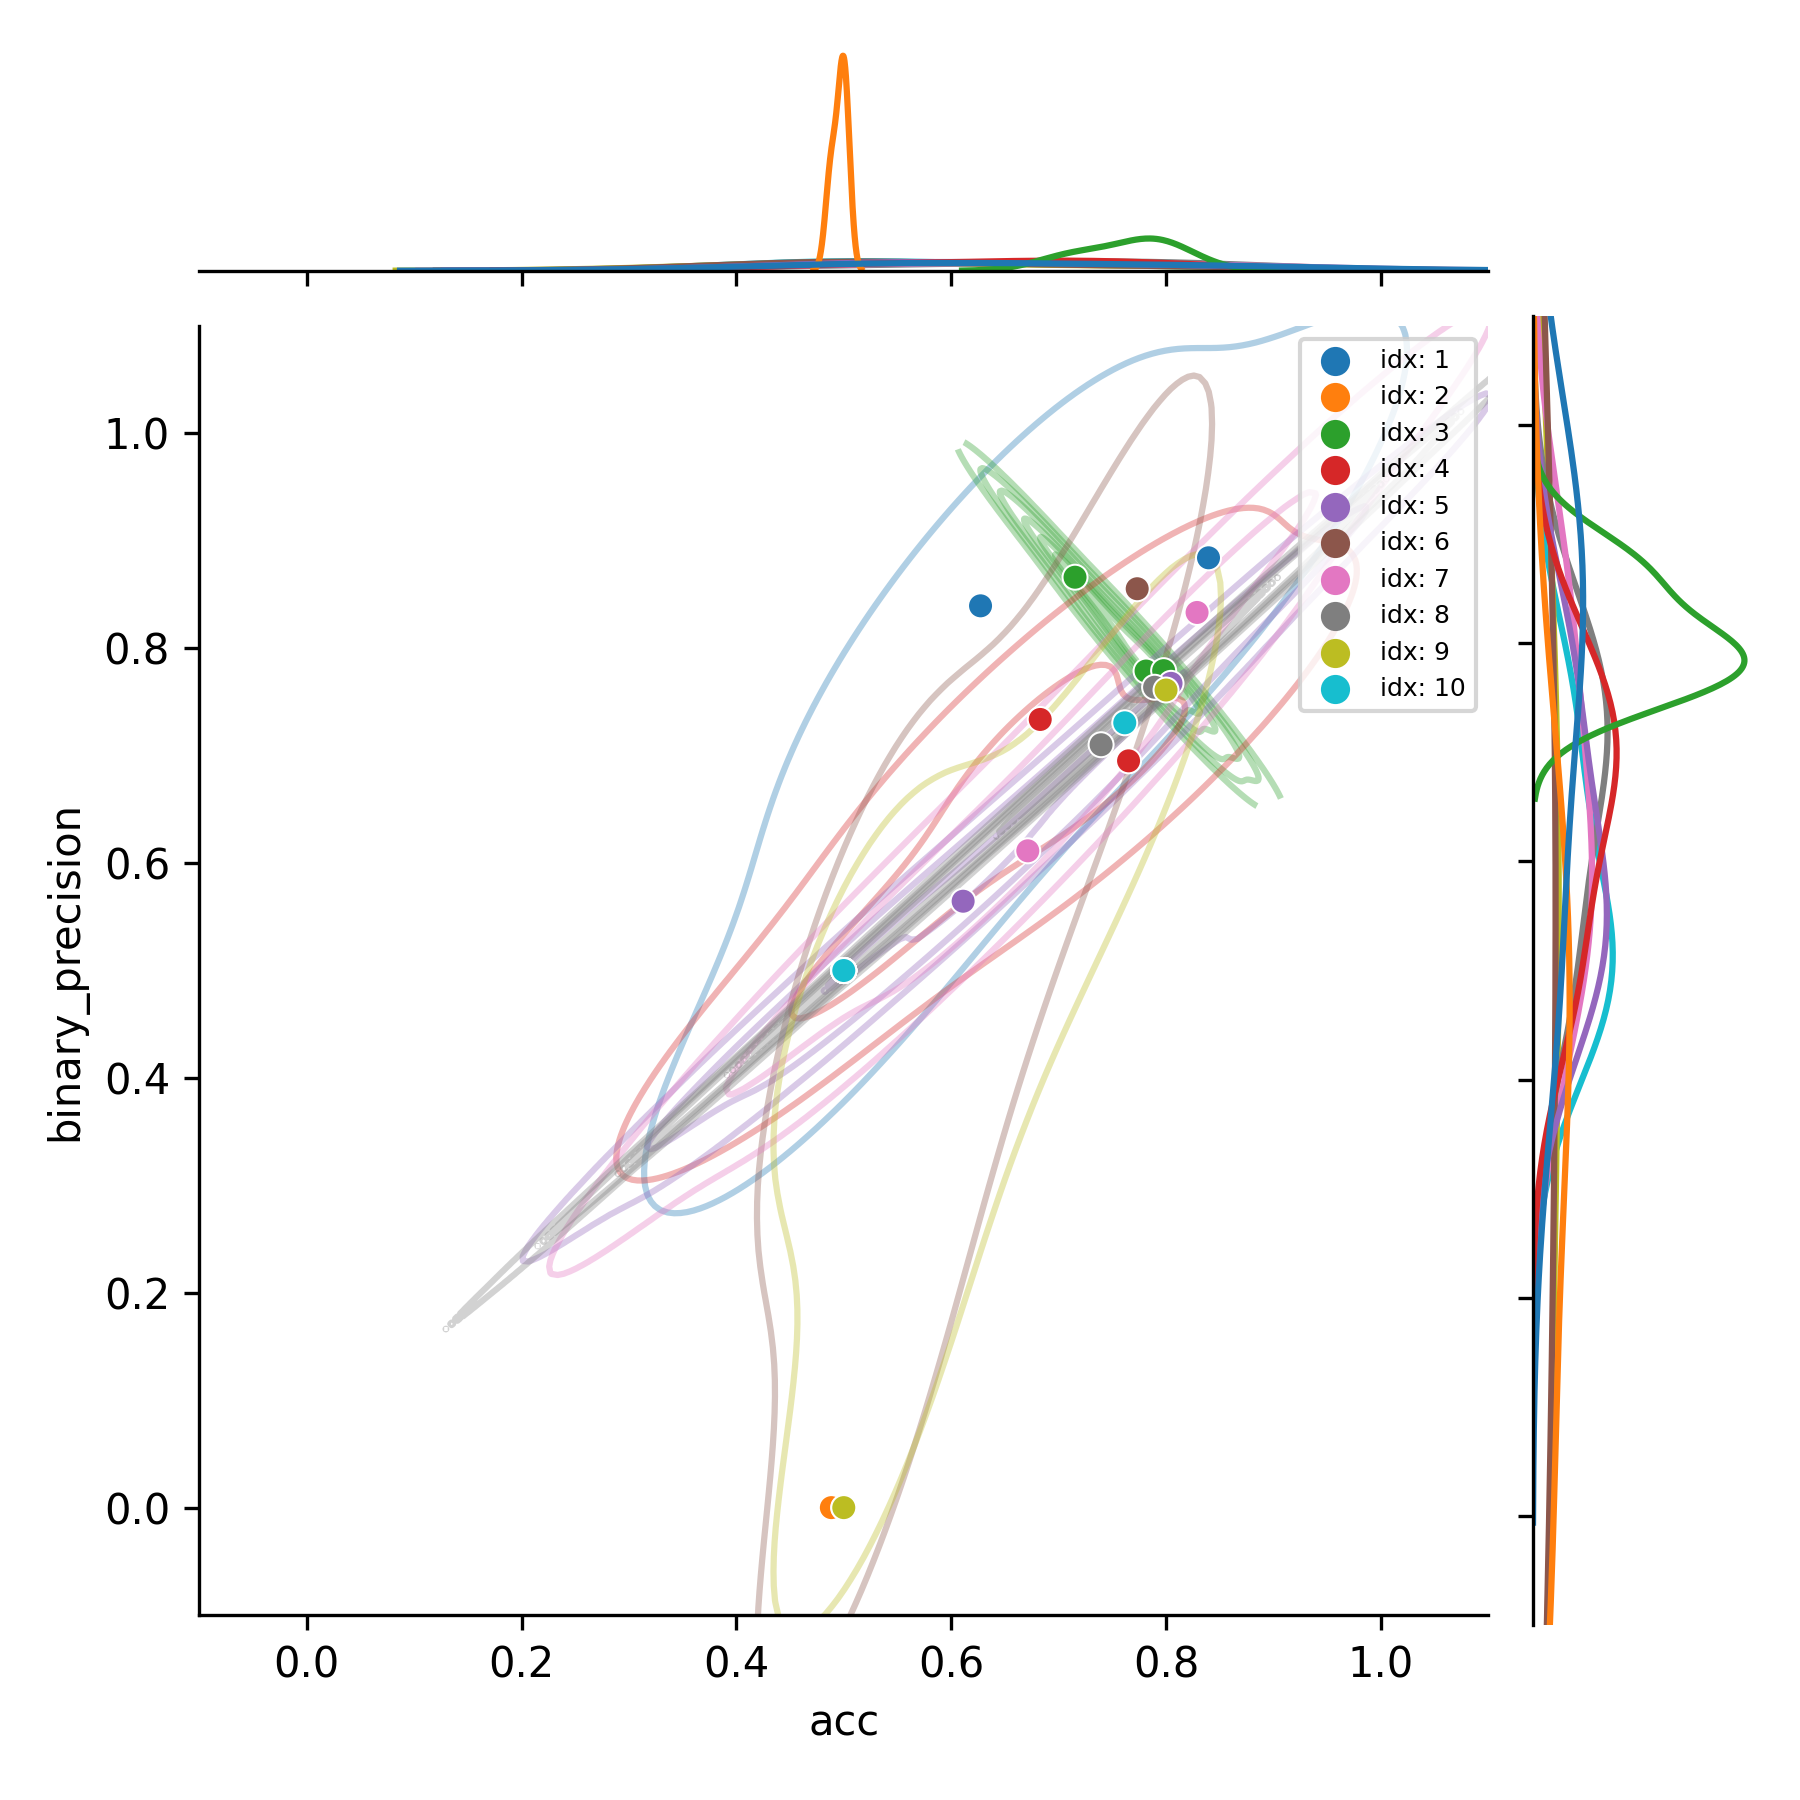 idx: 1
idx: 2
idx: 3
idx: 4
idx: 5
idx: 6
idx: 7
idx: 8
idx: 9
idx: 10
1.0
0.8
0.6
0.4
0.2
0.0
binary_precision
0.0 0.2 0.4 0.6 0.8 1.0
acc